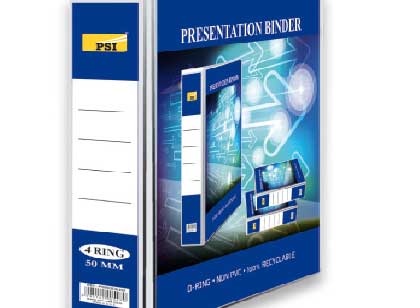 PSI
4 RING
50 MM
PRESENTATION BINDER
D-RING • NON PVC • 100% RECYCLABLE